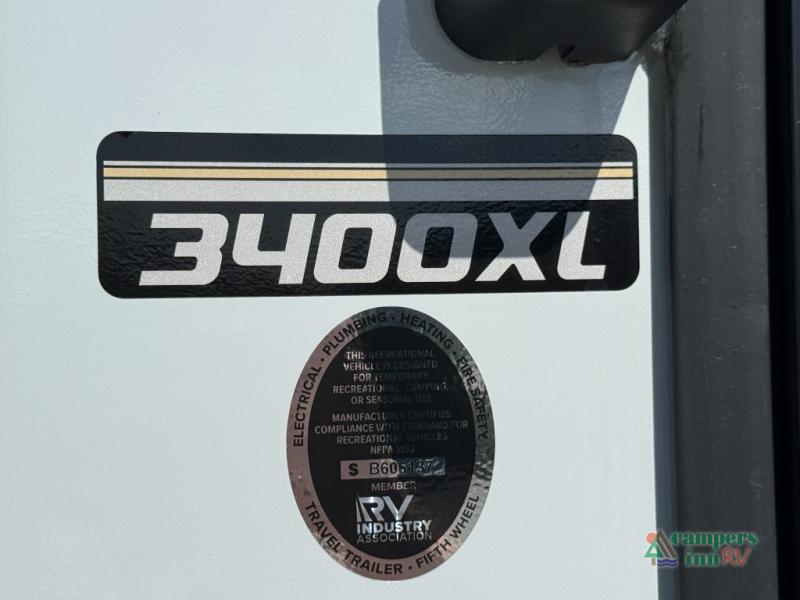 3400XL
ELECTRICAL · PLUMBING · HEATING · FIRE SAFETY
THIS RECREATIONAL
VEHICLE IS DESIGNED
FOR TEMPORARY
RECREATIONAL, CAMPING,
OR SEASONAL USE
MANUFACTURER CERTIFIES
COMPLIANCE WITH STANDARD FOR
RECREATIONAL VEHICLES
NFPA 1192
S B606137
MEMBER
RV
INDUSTRY
ASSOCIATION
TRAVEL TRAILER · FIFTH WHEEL
campers
inn RV